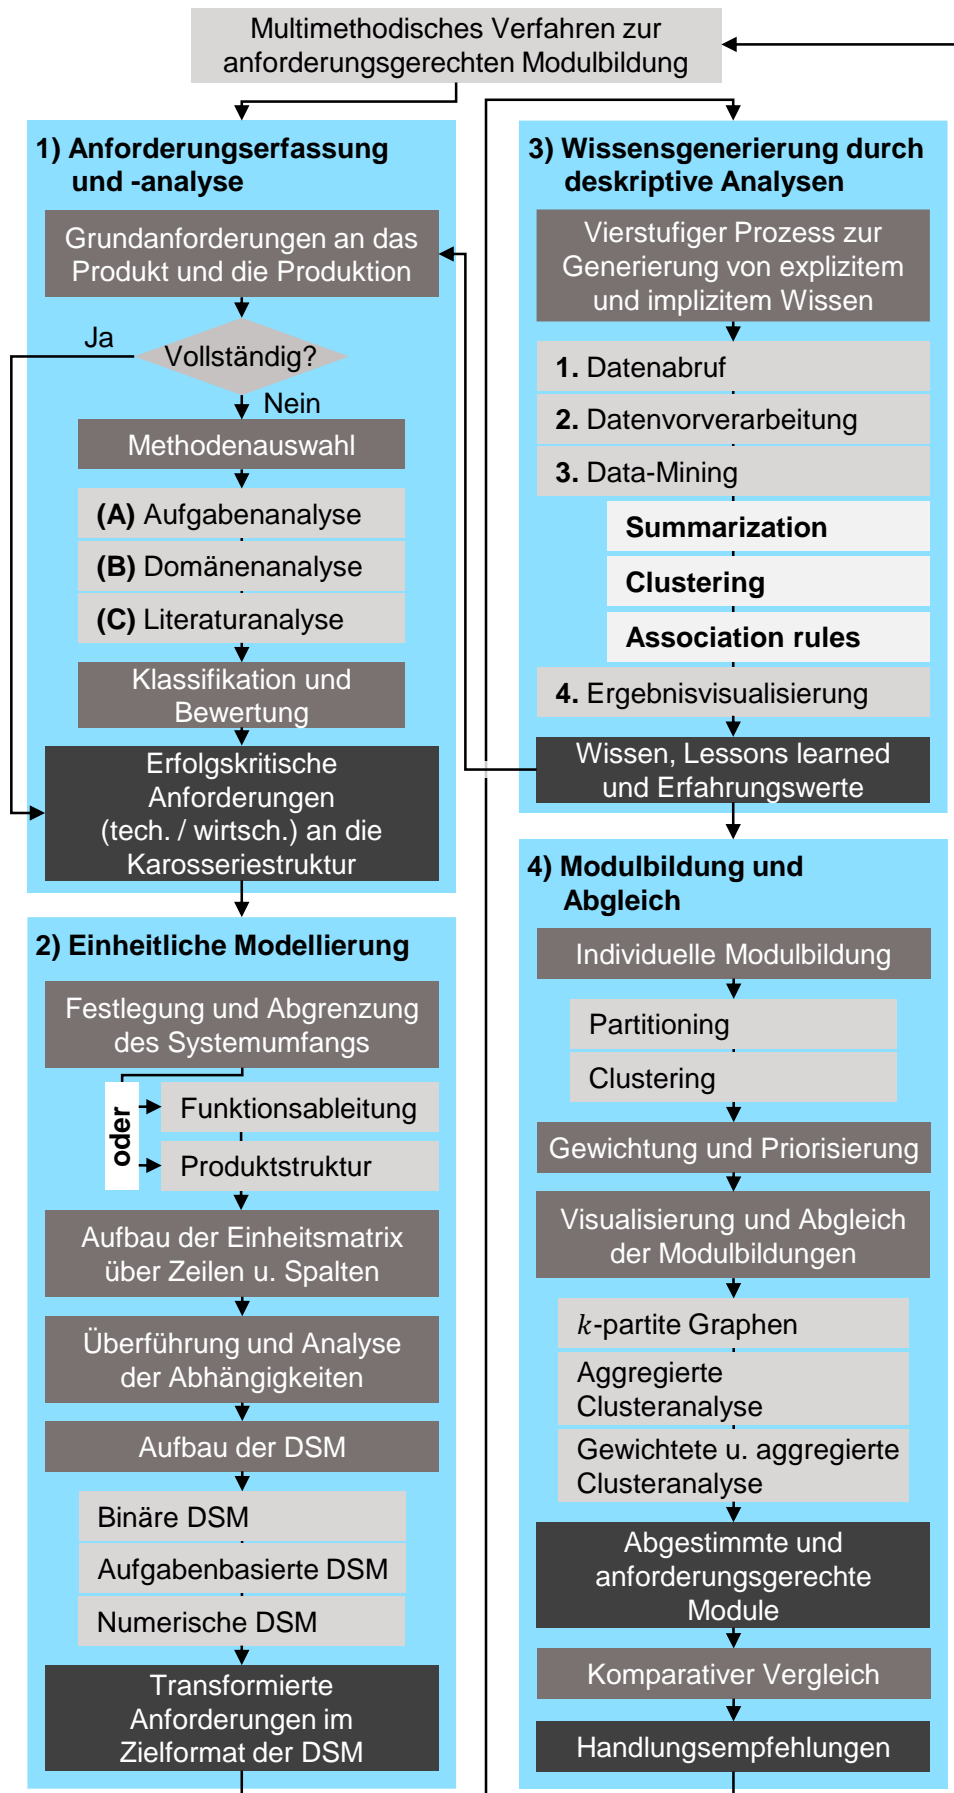 Multimethodisches Verfahren zur
anforderungsgerechten Modulbildung
1) Anforderungserfassung
und -analyse
Grundanforderungen an das
Produkt und die Produktion
Ja
Vollständig?
Nein
Methodenauswahl
(A) Aufgabenanalyse
(B) Domänenanalyse
(C) Literaturanalyse
Klassifikation und
Bewertung
Erfolgskritische
Anforderungen
(tech. / wirtsch.) an die
Karosseriestruktur
2) Einheitliche Modellierung
Festlegung und Abgrenzung
des Systemumfangs
oder
Funktionsableitung
Produktstruktur
Aufbau der Einheitsmatrix
über Zeilen u. Spalten
Überführung und Analyse
der Abhängigkeiten
Aufbau der DSM
Binäre DSM
Aufgabenbasierte DSM
Numerische DSM
Transformierte
Anforderungen im
Zielformat der DSM
3) Wissensgenerierung durch
deskriptive Analysen
Vierstufiger Prozess zur
Generierung von explizitem
und implizitem Wissen
1. Datenabruf
2. Datenvorverarbeitung
3. Data-Mining
Summarization
Clustering
Association rules
4. Ergebnisvisualisierung
Wissen, Lessons learned
und Erfahrungswerte
4) Modulbildung und
Abgleich
Individuelle Modulbildung
Partitioning
Clustering
Gewichtung und Priorisierung
Visualisierung und Abgleich
der Modulbildungen
k-partite Graphen
Aggregierte
Clusteranalyse
Gewichtete u. aggregierte
Clusteranalyse
Abgestimmte und
anforderungsgerechte
Module
Komparativer Vergleich
Handlungsempfehlungen